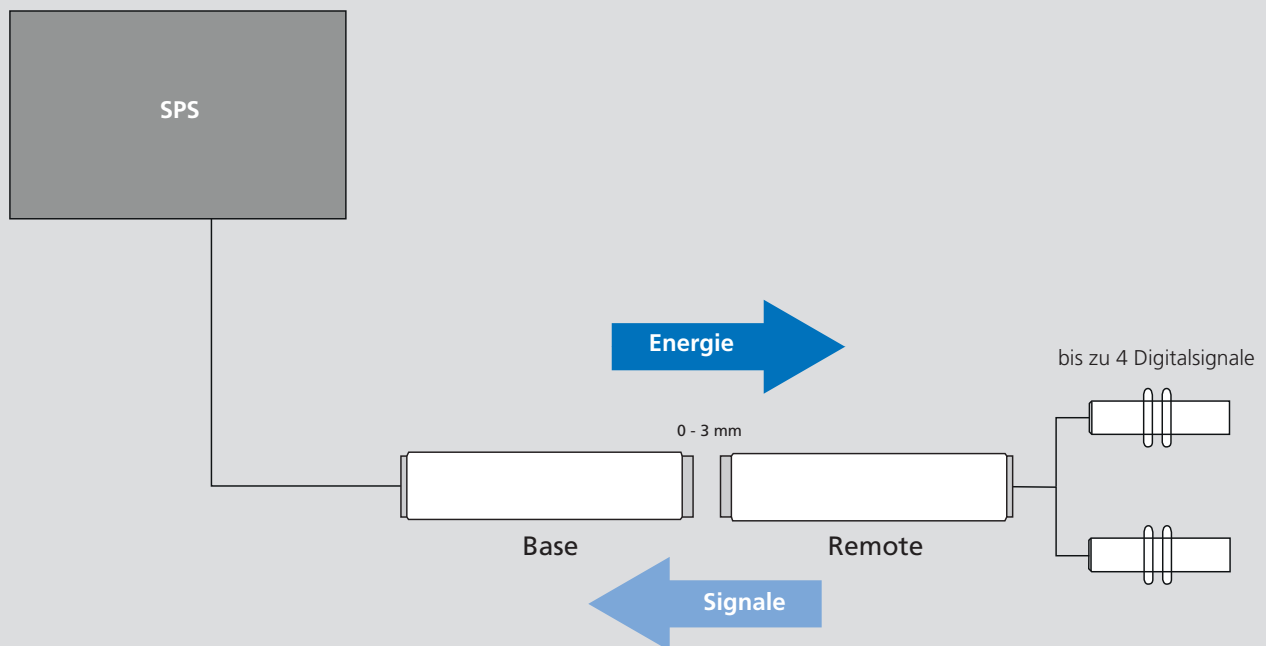 SPS
Energie
bis zu 4 Digitalsignale
0 - 3 mm
Base
Remote
Signale